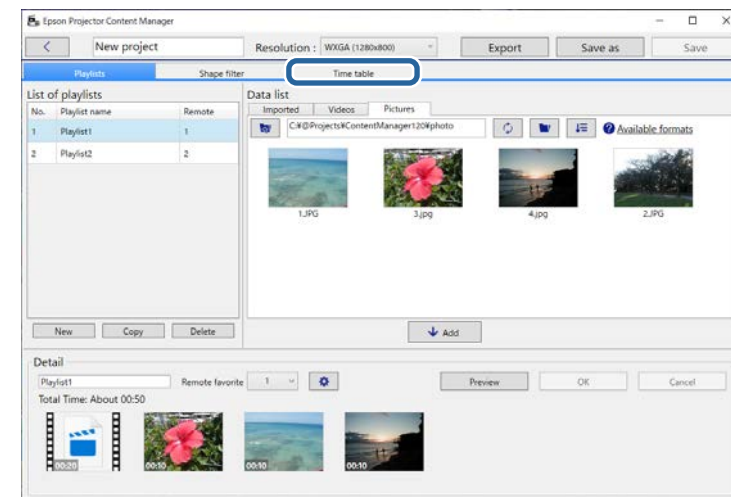 Epson Projector Content Manager
New project
Resolution : WXGA (1280x800)
Export
Save as
Save
Playlists
Shape filter
Time table
List of playlists
No. Playlist name Remote
1 Playlist1 1
2 Playlist2 2
New
Copy
Delete
Data list
Imported
Videos
Pictures
C:¥@Projects¥ContentManager120¥photo
Available formats
1.JPG
3.jpg
4.jpg
2.JPG
Add
Detail
Playlist1
Remote favorite
1
Preview
OK
Cancel
Total Time: About 00:50
00:20
00:10
00:10
00:10